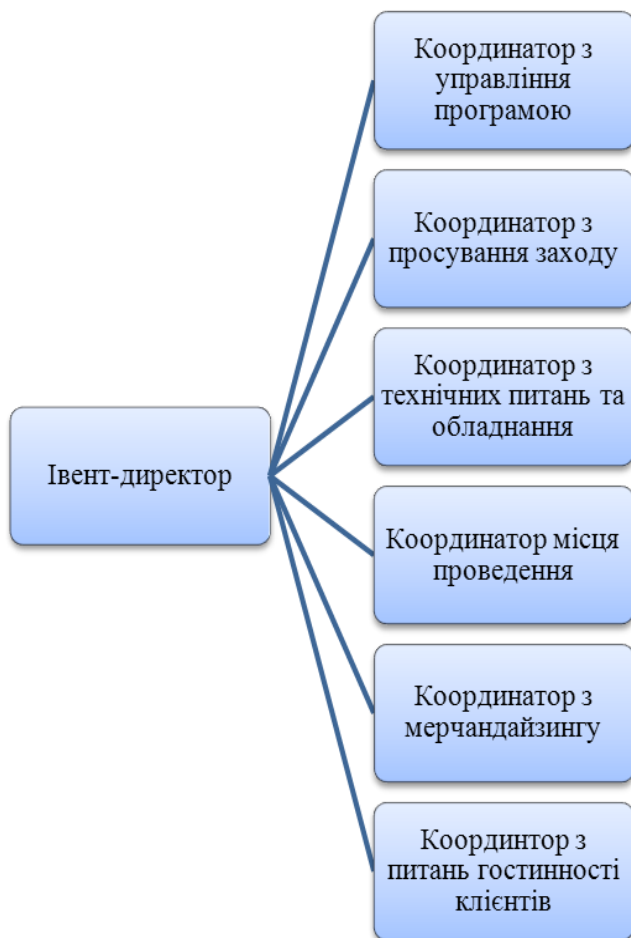 Координатор з
управління
програмою
Координатор з
просування заходу
Координатор з
технічних питань та
обладнання
Івент-директор
Координатор місця
проведення
Координатор з
мерчандайзингу
Координтор з
питань гостинності
клієнтів